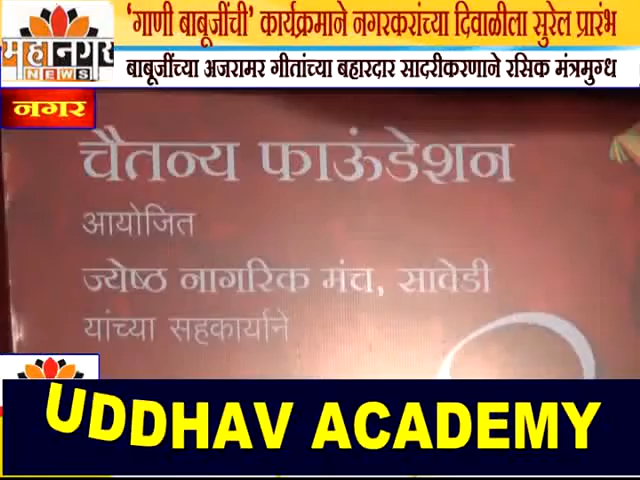 ‘गाणी बाबूजींची’ कार्यक्रमाने नगरकरांच्या दिवाळीला सुरेल प्रारंभ
बाबूजींच्या अजरामर गीतांच्या बहारदार सादरीकरणाने रसिक मंत्रमुग्ध
महानगर
NEWS
नगर
चैतन्य फाऊंडेशन
आयोजित
ज्येष्ठ नागरिक मंच, सावेडी
यांच्या सहकार्याने
UDDHAV ACADEMY